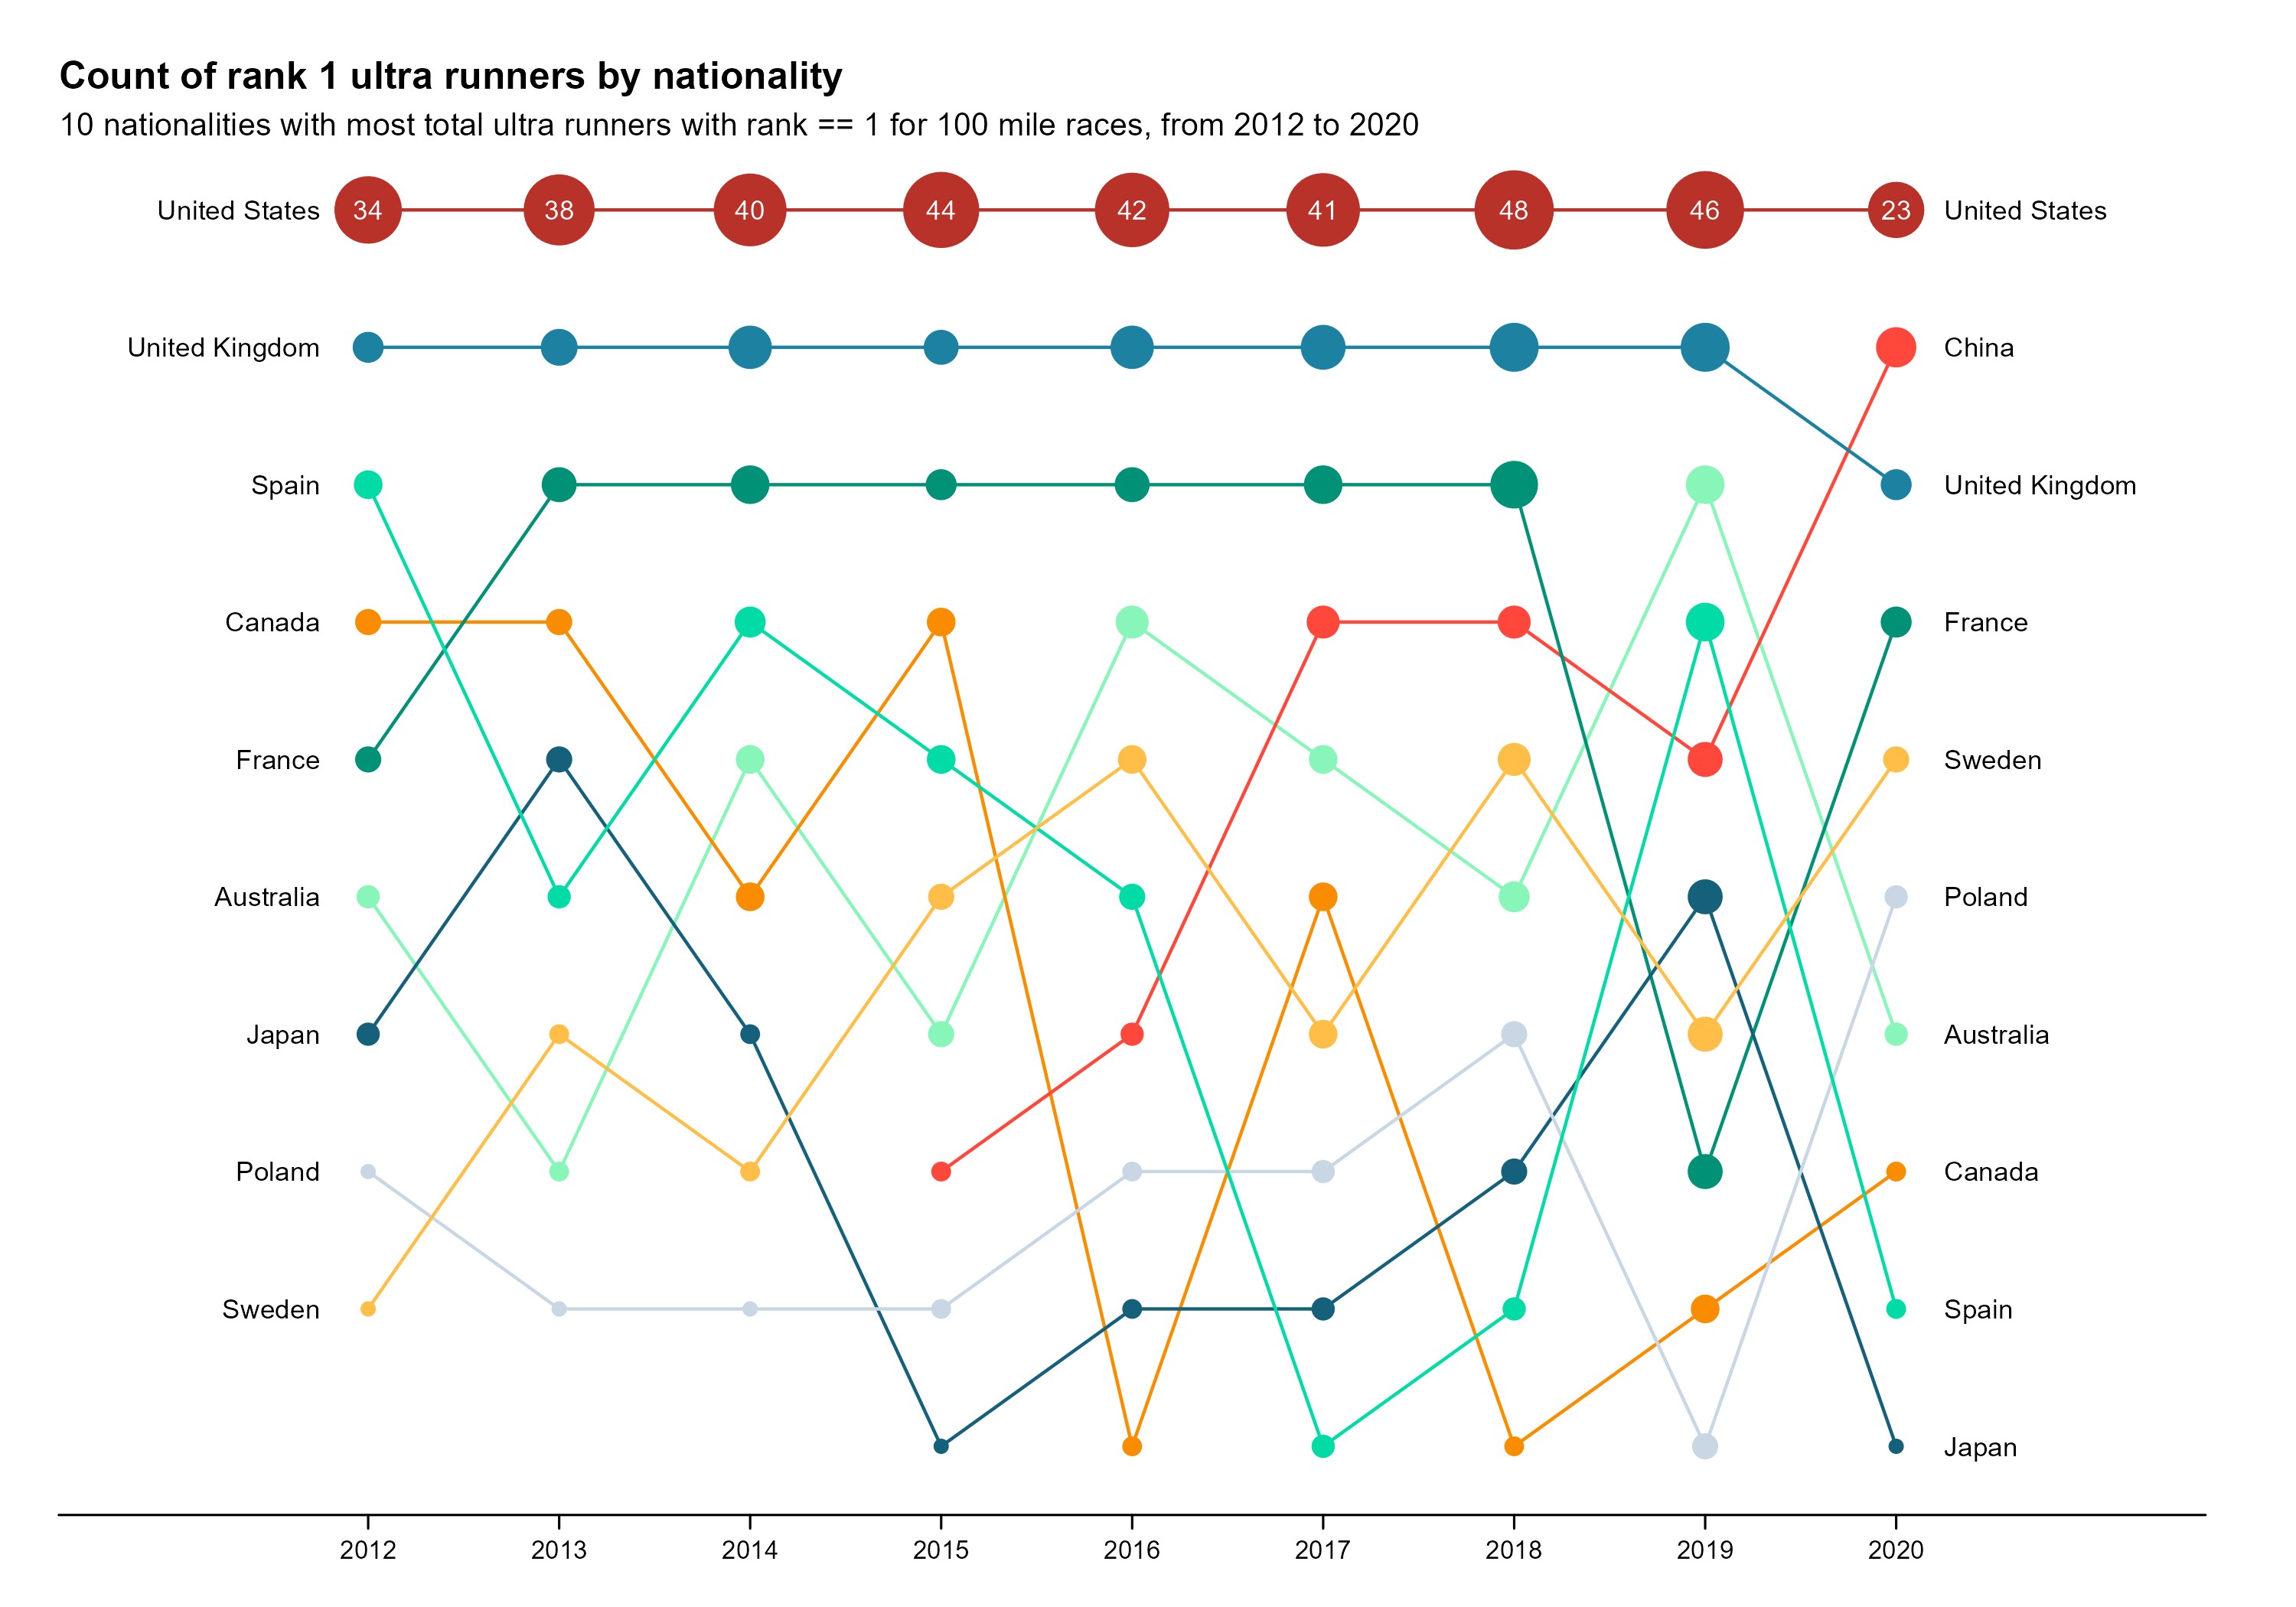 Count of rank 1 ultra runners by nationality
10 nationalities with most total ultra runners with rank == 1 for 100 mile races, from 2012 to 2020
United States 34 38 40 44 42 41 48 46 23 United States
United Kingdom China
Spain United Kingdom
Canada France
France Sweden
Australia Poland
Japan Australia
Poland Canada
Sweden Spain
Japan
2012 2013 2014 2015 2016 2017 2018 2019 2020